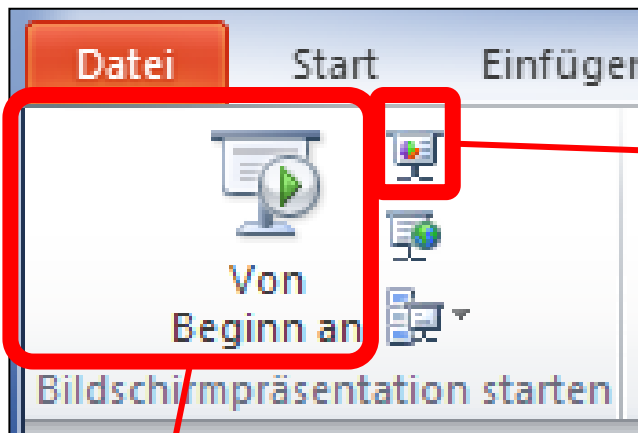 Datei Start Einfüger
Von
Beginn an
Bildschirmpräsentation starten